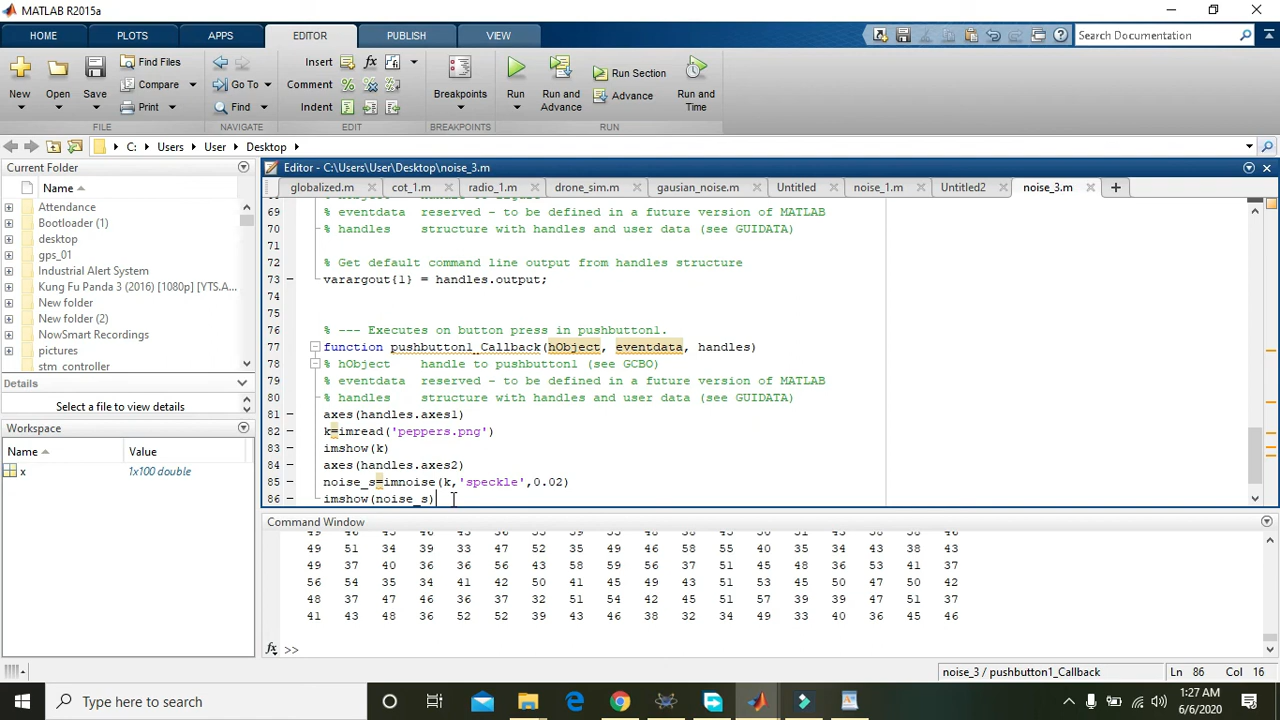 MATLAB R2015a
HOME PLOTS APPS EDITOR PUBLISH VIEW Search Documentation
New Open Save Find Files Compare Print
Go To Find
Insert Comment Indent
Breakpoints Run Run and Advance Run Section Advance Run and Time
FILE NAVIGATE EDIT BREAKPOINTS RUN
C: Users User Desktop
Current Folder
Name
Attendance
Bootloader (1)
desktop
gps_01
Industrial Alert System
Kung Fu Panda 3 (2016) [1080p] [YTS.A...
New folder
New folder (2)
NowSmart Recordings
pictures
stm controller
Details
Select a file to view details
Workspace
Name Value
x 1x100 double
Editor - C:\Users\User\Desktop\noise_3.m
globalized.m cot_1.m radio_1.m drone_sim.m gausian_noise.m Untitled noise_1.m Untitled2 noise_3.m
69 % eventdata  reserved - to be defined in a future version of MATLAB
70 % handles    structure with handles and user data (see GUIDATA)
71
72 % Get default command line output from handles structure
73 varargout{1} = handles.output;
74
75
76 % --- Executes on button press in pushbutton1.
77 function pushbutton1_Callback(hObject, eventdata, handles)
78 % hObject    handle to pushbutton1 (see GCBO)
79 % eventdata  reserved - to be defined in a future version of MATLAB
80 % handles    structure with handles and user data (see GUIDATA)
81 axes(handles.axes1)
82 k=imread('peppers.png')
83 imshow(k)
84 axes(handles.axes2)
85 noise_s=imnoise(k,'speckle',0.02)
86 imshow(noise_s)
Command Window
49 51 34 39 33 47 52 35 49 46 58 55 40 35 34 43 38 43
49 37 40 36 36 56 43 58 59 56 37 51 45 48 36 53 41 37
56 54 35 34 41 42 50 41 45 49 43 51 53 45 50 47 50 42
48 37 47 46 36 37 32 51 54 42 45 51 57 39 39 47 51 37
41 43 48 36 52 52 39 43 46 38 32 34 49 33 40 36 45 46
fx >>
noise_3 / pushbutton1_Callback Ln 86 Col 16
Type here to search
1:27 AM
6/6/2020